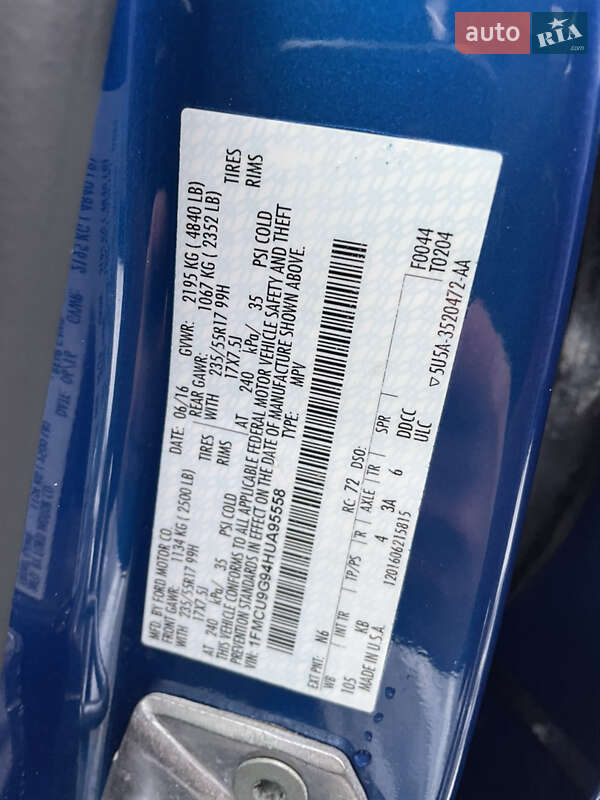 auto RIA.com
MFD. BY FORD MOTOR CO.
DATE: 06/16
GVWR: 2195 KG ( 4840 LB)
FRONT GAWR: 1134 KG ( 2500 LB)
REAR GAWR: 1067 KG ( 2352 LB)
WITH 235/55R17 99H TIRES
WITH 235/55R17 99H TIRES
17X7.5J RIMS
17X7.5J RIMS
AT 240 kPa/ 35 PSI COLD
AT 240 kPa/ 35 PSI COLD
THIS VEHICLE CONFORMS TO ALL APPLICABLE FEDERAL MOTOR VEHICLE SAFETY AND THEFT
PREVENTION STANDARDS IN EFFECT ON THE DATE OF MANUFACTURE SHOWN ABOVE.
VIN: 1FMCU9G94HUA95558
TYPE: MPV
EXT PNT: N6 RC: 72 DSO: F0044
WB INT TR TP/PS R AXLE TR SPR T0204
105 KB 4 3A 6 DDCC
MADE IN U.S.A. 1201606215815 ULC
▽5U5A-3520472-AA